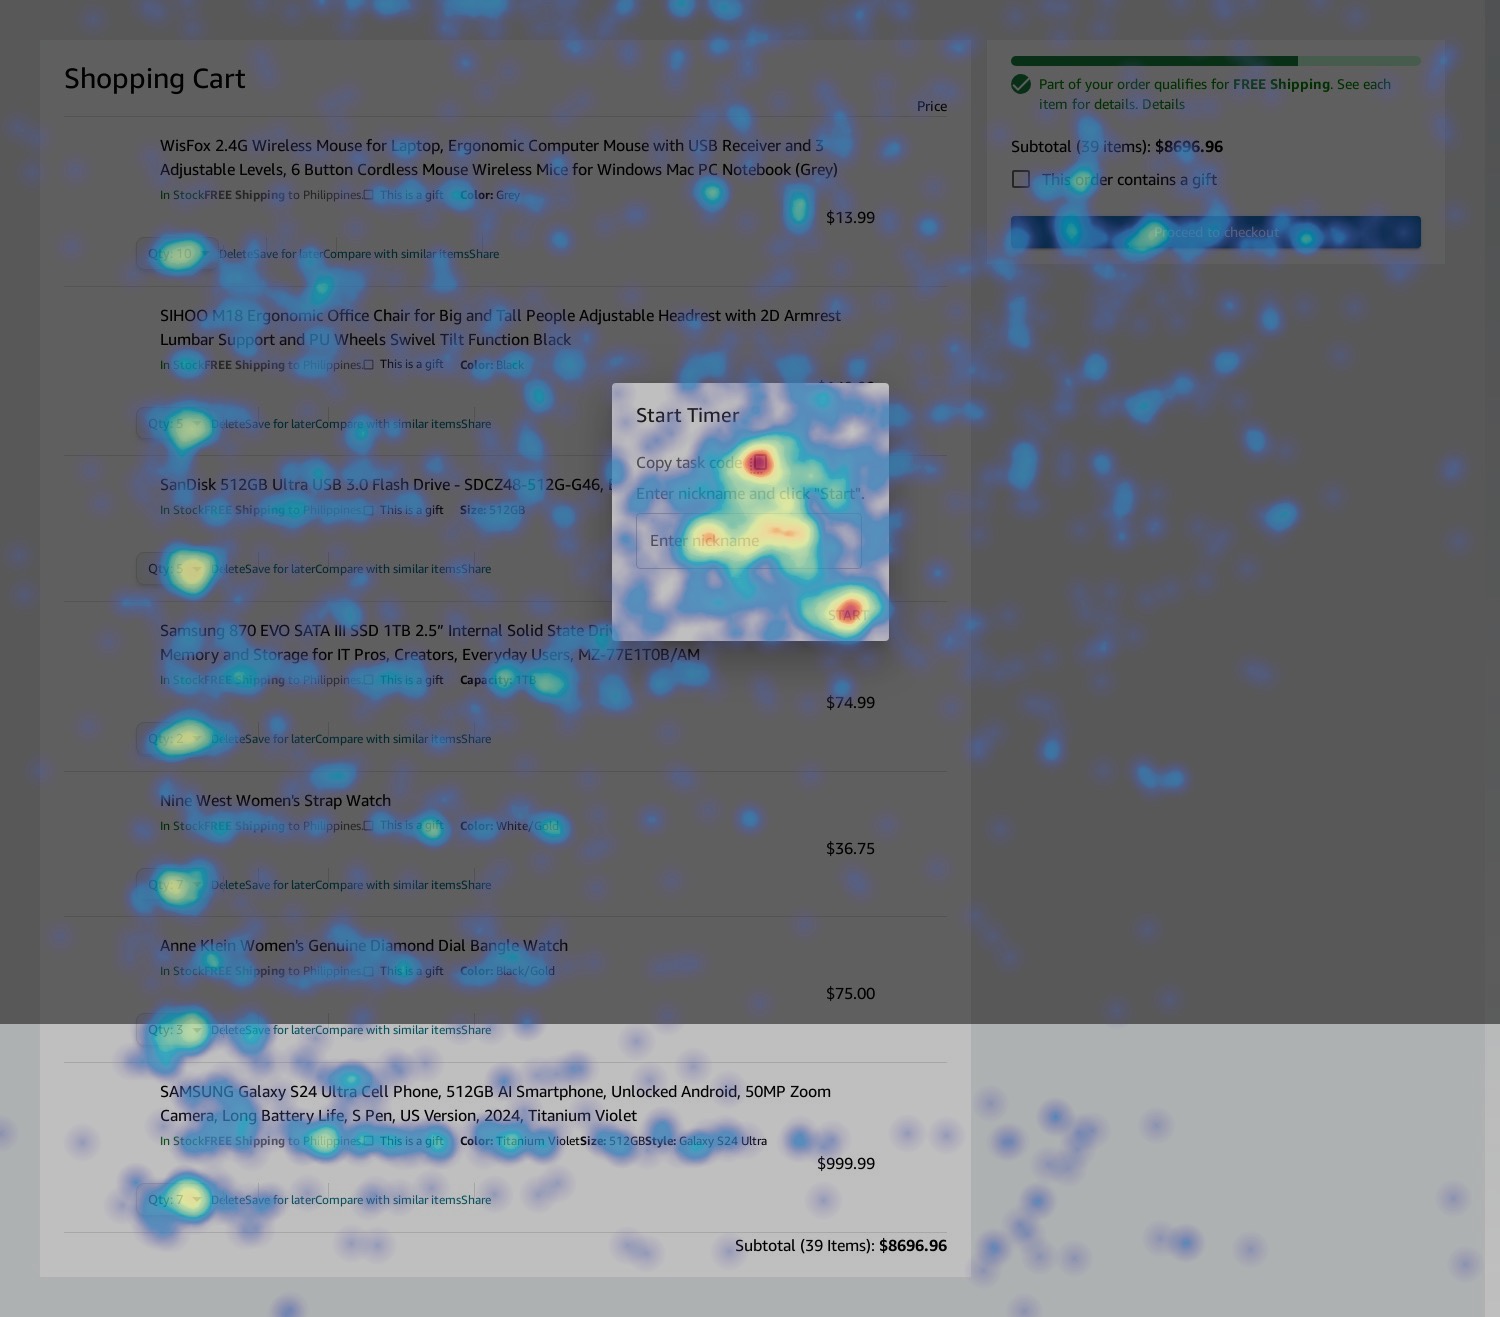 Shopping Cart
Price
WisFox 2.4G Wireless Mouse for Laptop, Ergonomic Computer Mouse with USB Receiver and 3
Adjustable Levels, 6 Button Cordless Mouse Wireless Mice for Windows Mac PC Notebook (Grey)
In StockFREE Shipping to Philippines. This is a gift Color: Grey
$13.99
Qty: 10 DeleteSave for laterCompare with similar itemsShare
SIHOO M18 Ergonomic Office Chair for Big and Tall People Adjustable Headrest with 2D Armrest
Lumbar Support and PU Wheels Swivel Tilt Function Black
In StockFREE Shipping to Philippines. This is a gift Color: Black
Qty: 5 DeleteSave for laterCompare with similar itemsShare
SanDisk 512GB Ultra USB 3.0 Flash Drive - SDCZ48-512G-G46,
In StockFREE Shipping to Philippines. This is a gift Size: 512GB
Qty: 5 DeleteSave for laterCompare with similar itemsShare
Samsung 870 EVO SATA III SSD 1TB 2.5” Internal Solid State
Memory and Storage for IT Pros, Creators, Everyday Users, MZ-77E1T0B/AM
In StockFREE Shipping to Philippines. This is a gift Capacity: 1TB
$74.99
Qty: 2 DeleteSave for laterCompare with similar itemsShare
Nine West Women's Strap Watch
In StockFREE Shipping to Philippines. This is a gift Color: White/Gold
$36.75
Qty: 7 DeleteSave for laterCompare with similar itemsShare
Anne Klein Women's Genuine Diamond Dial Bangle Watch
In StockFREE Shipping to Philippines. This is a gift Color: Black/Gold
$75.00
Qty: 3 DeleteSave for laterCompare with similar itemsShare
SAMSUNG Galaxy S24 Ultra Cell Phone, 512GB AI Smartphone, Unlocked Android, 50MP Zoom
Camera, Long Battery Life, S Pen, US Version, 2024, Titanium Violet
In StockFREE Shipping to Philippines. This is a gift Color: Titanium VioletSize: 512GBStyle: Galaxy S24 Ultra
$999.99
Qty: 7 DeleteSave for laterCompare with similar itemsShare
Subtotal (39 Items): $8696.96
Part of your order qualifies for FREE Shipping. See each
item for details. Details
Subtotal (39 items): $8696.96
This order contains a gift
Proceed to checkout
Start Timer
Copy task code
Enter nickname and click "Start".
Enter nickname
START